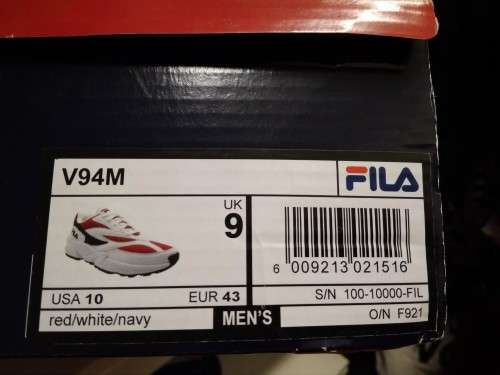 V94M
FILA
UK
9
6 009213 021516
USA 10
EUR 43
S/N 100-10000-FIL
red/white/navy
MEN'S
O/N F921